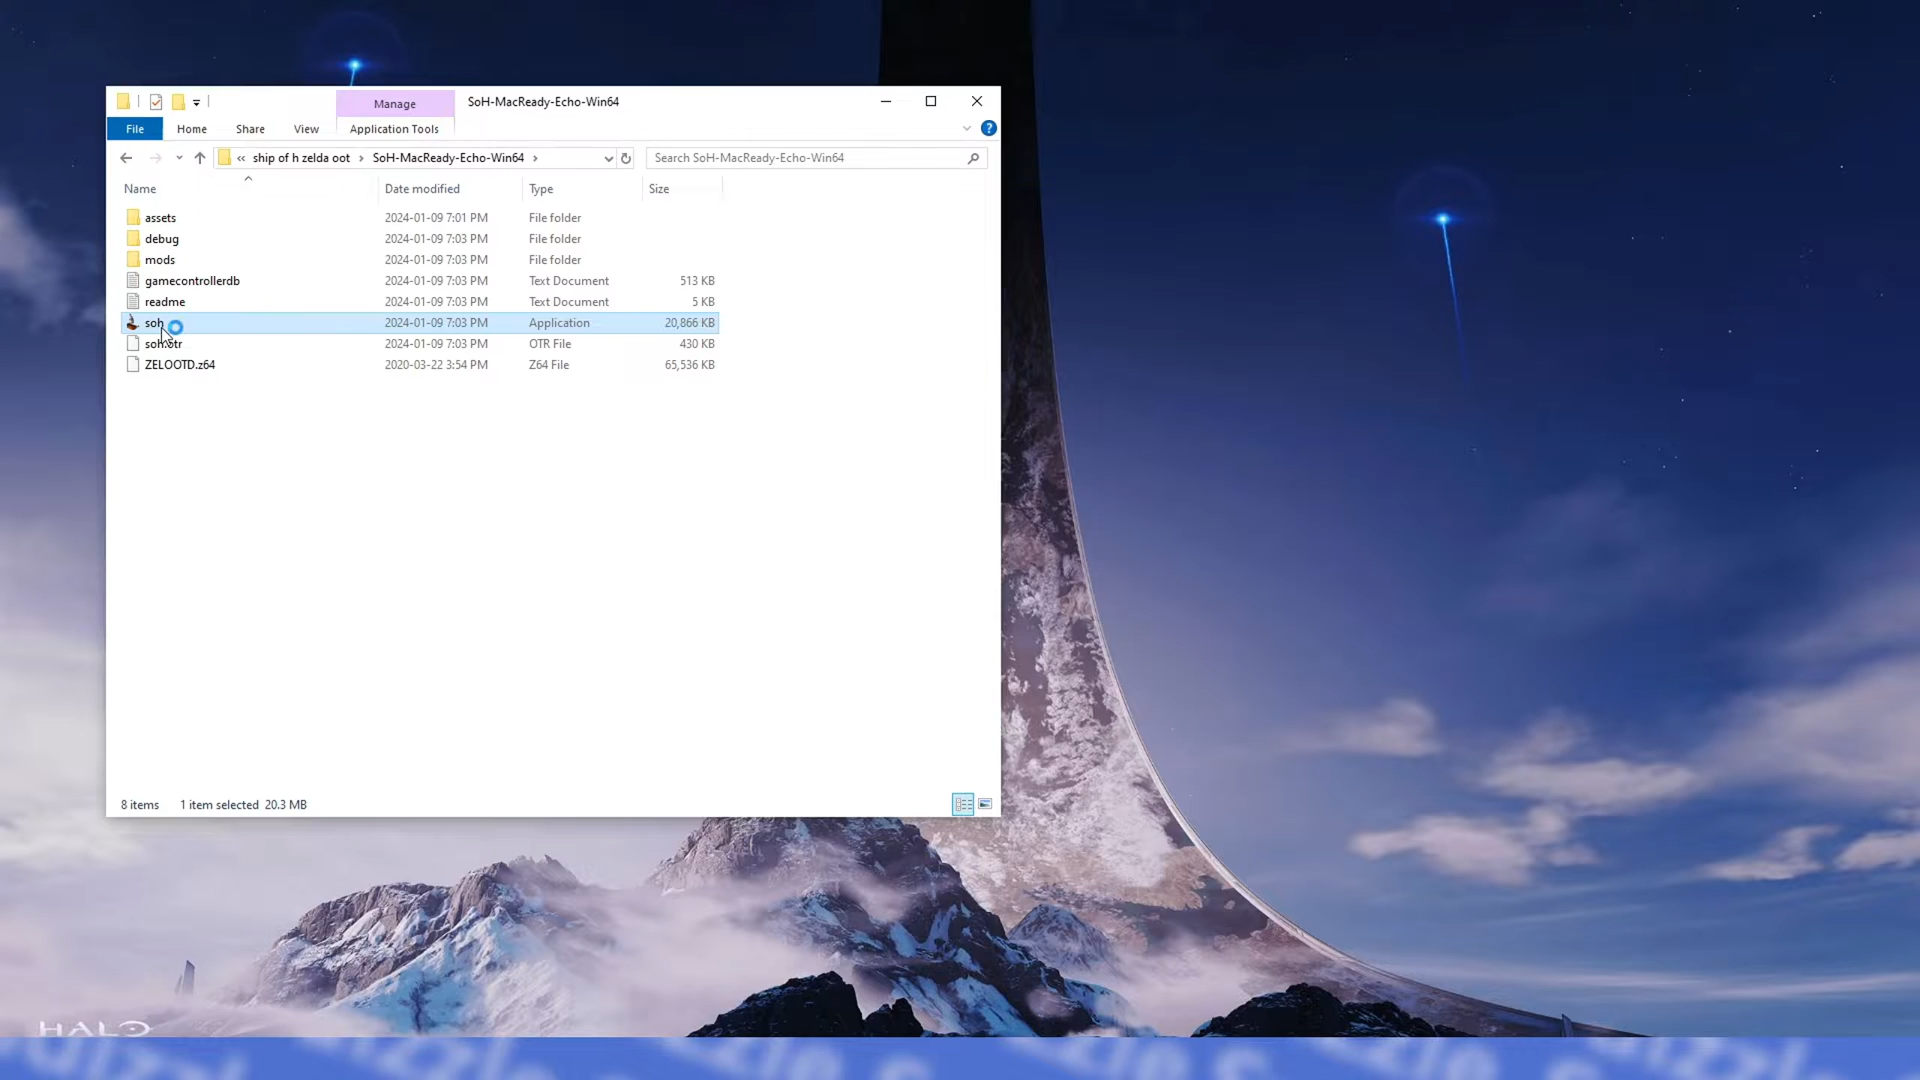 Manage
SoH-MacReady-Echo-Win64
File
Home
Share
View
Application Tools
« ship of h zelda oot > SoH-MacReady-Echo-Win64 >
Search SoH-MacReady-Echo-Win64
Name Date modified Type Size
assets 2024-01-09 7:01 PM File folder
debug 2024-01-09 7:03 PM File folder
mods 2024-01-09 7:03 PM File folder
gamecontrollerdb 2024-01-09 7:03 PM Text Document 513 KB
readme 2024-01-09 7:03 PM Text Document 5 KB
soh 2024-01-09 7:03 PM Application 20,866 KB
soh.otr 2024-01-09 7:03 PM OTR File 430 KB
ZELOOTD.z64 2020-03-22 3:54 PM Z64 File 65,536 KB
8 items 1 item selected 20.3 MB
HALO